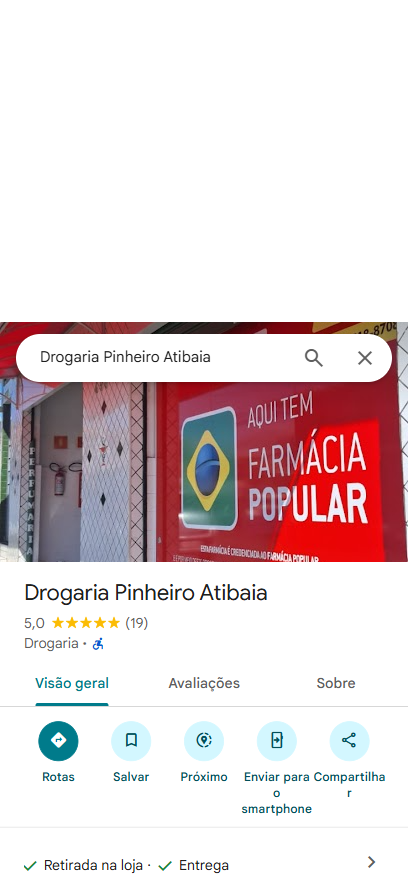 Drogaria Pinheiro Atibaia
PERFUMARIA
AQUI TEM
FARMÁCIA
POPULAR
ESTA FARMÁCIA É CREDENCIADA AO FARMÁCIA POPULAR
Drogaria Pinheiro Atibaia
5,0 ★★★★★ (19)
Drogaria ·
Visão geral
Avaliações
Sobre
Rotas
Salvar
Próximo
Enviar para
o
smartphone
Compartilha
r
Retirada na loja · Entrega